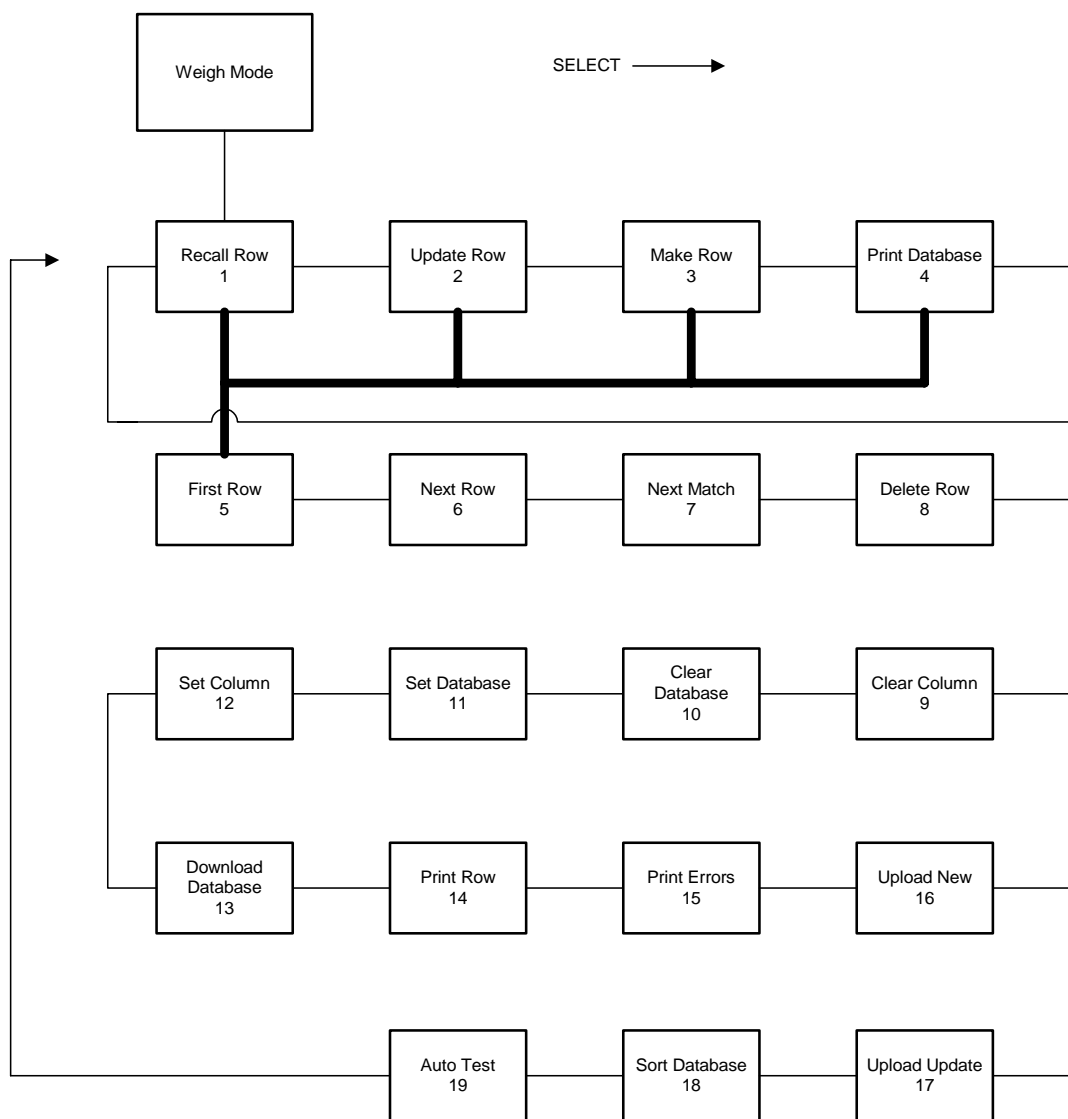 Weigh Mode
SELECT
Recall Row
1
Update Row
2
Make Row
3
Print Database
4
First Row
5
Next Row
6
Next Match
7
Delete Row
8
Set Column
12
Set Database
11
Clear
Database
10
Clear Column
9
Download
Database
13
Print Row
14
Print Errors
15
Upload New
16
Auto Test
19
Sort Database
18
Upload Update
17